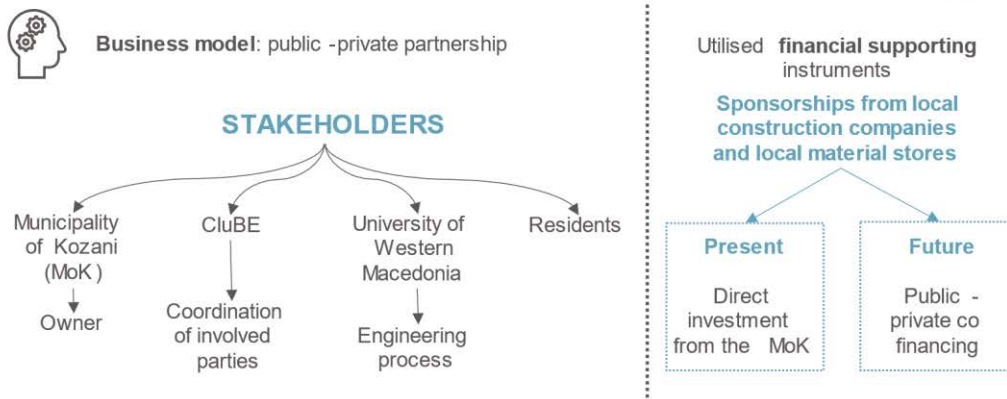 Business model: public -private partnership
STAKEHOLDERS
Municipality
of Kozani
(MoK )
Owner
CluBE
Coordination
of involved
parties
University of
Western
Macedonia
Engineering
process
Residents
Utilised financial supporting
instruments
Sponsorships from local
construction companies
and local material stores
Present
Direct
investment
from the MoK
Future
Public -
private co
financing